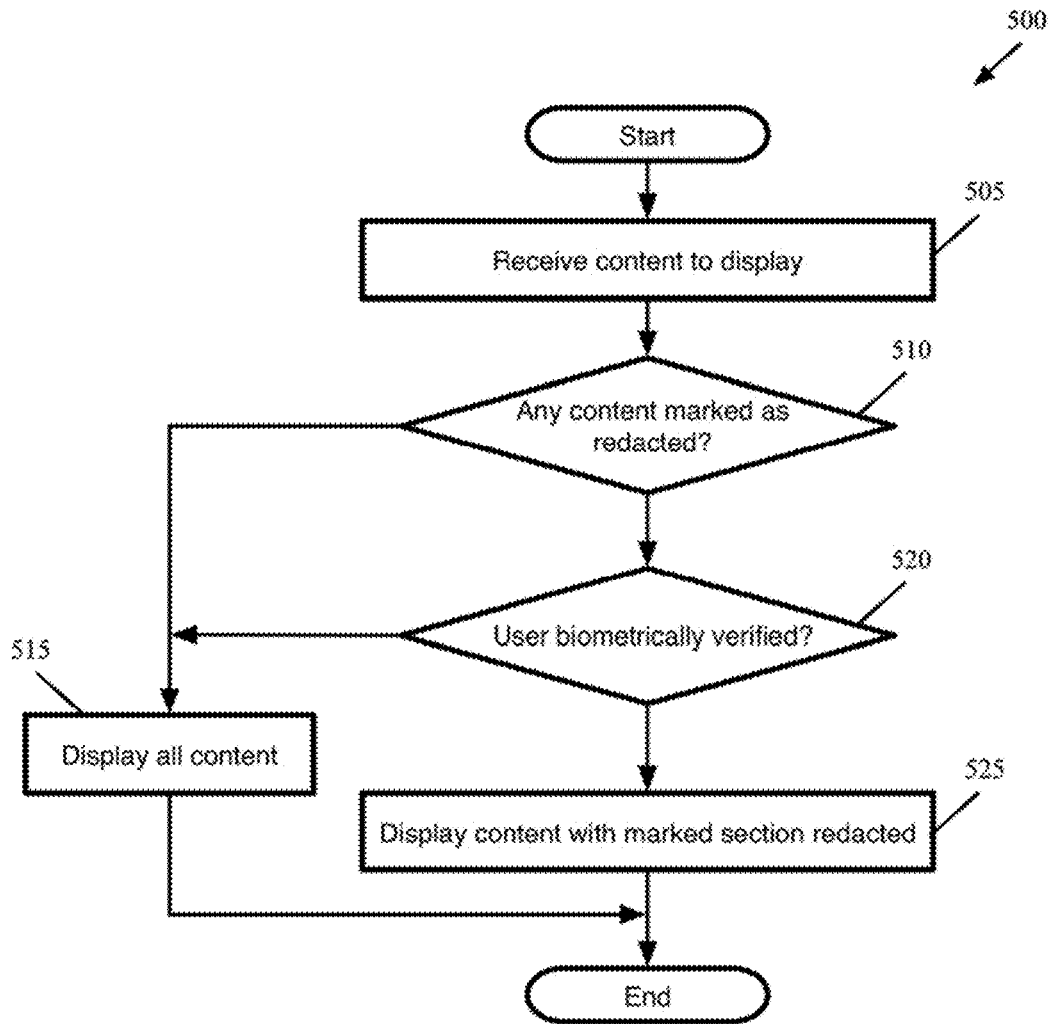 500
Start
505
Receive content to display
510
Any content marked as
redacted?
520
User biometrically verified?
515
Display all content
525
Display content with marked section redacted
End